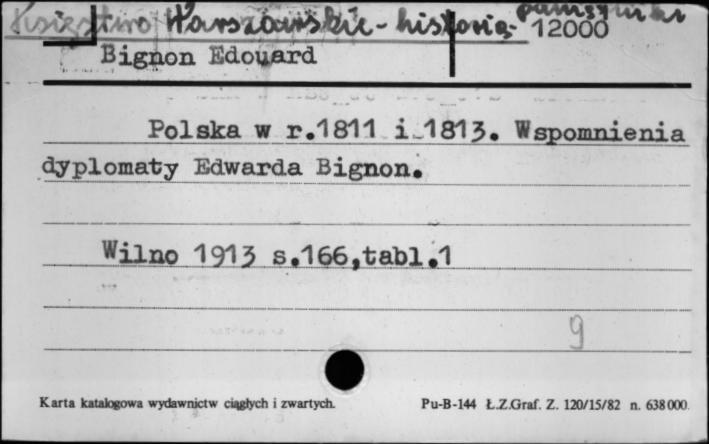 Księstwo Warszawskie - historia - pamiętniki
12000
Bignon Edouard
Polska w r.1811 i 1813. Wspomnienia
dyplomaty Edwarda Bignon.
Wilno 1913 s.166,tabl.1
9
Karta katalogowa wydawnictw ciągłych i zwartych.
Pu-B-144 Ł.Z.Graf. Z. 120/15/82 n. 638000.